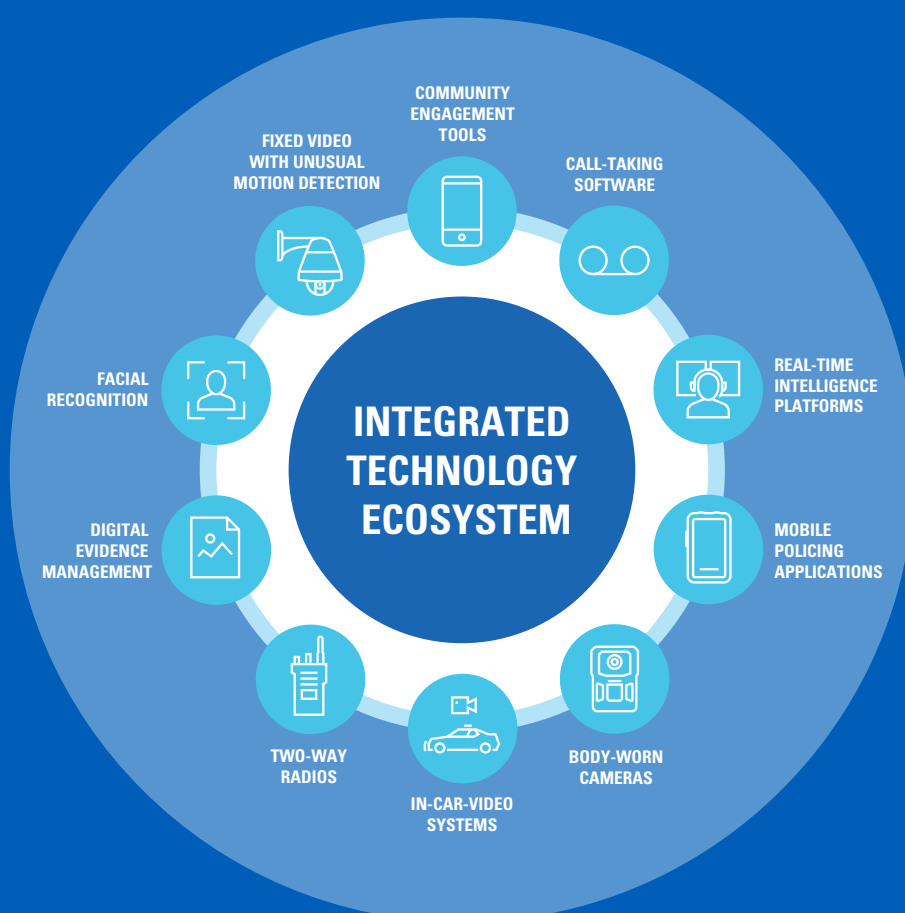 COMMUNITY
ENGAGEMENT
TOOLS
CALL-TAKING
SOFTWARE
REAL-TIME
INTELLIGENCE
PLATFORMS
MOBILE
POLICING
APPLICATIONS
BODY-WORN
CAMERAS
IN-CAR-VIDEO
SYSTEMS
TWO-WAY
RADIOS
DIGITAL
EVIDENCE
MANAGEMENT
FACIAL
RECOGNITION
FIXED VIDEO
WITH UNUSUAL
MOTION DETECTION
INTEGRATED
TECHNOLOGY
ECOSYSTEM